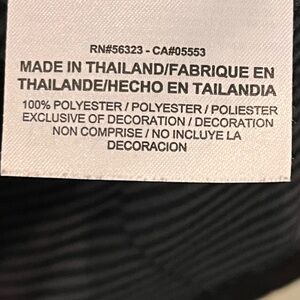 RN#56323 - CA#05553
MADE IN THAILAND/FABRIQUE EN
THAILANDE/HECHO EN TAILANDIA
100% POLYESTER / POLYESTER / POLIESTER
EXCLUSIVE OF DECORATION / DECORATION
NON COMPRISE / NO INCLUYE LA
DECORACION